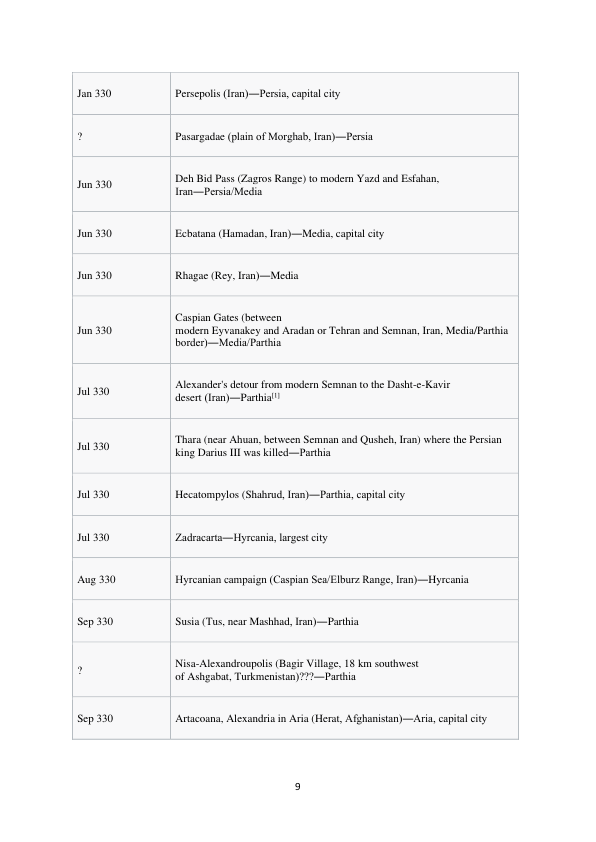 Jan 330
Persepolis (Iran)—Persia, capital city
?
Pasargadae (plain of Morghab, Iran)—Persia
Jun 330
Deh Bid Pass (Zagros Range) to modern Yazd and Esfahan,
Iran—Persia/Media
Jun 330
Ecbatana (Hamadan, Iran)—Media, capital city
Jun 330
Rhagae (Rey, Iran)—Media
Jun 330
Caspian Gates (between
modern Eyvanakey and Aradan or Tehran and Semnan, Iran, Media/Parthia
border)—Media/Parthia
Jul 330
Alexander's detour from modern Semnan to the Dasht-e-Kavir
desert (Iran)—Parthia[1]
Jul 330
Thara (near Ahuan, between Semnan and Qusheh, Iran) where the Persian
king Darius III was killed—Parthia
Jul 330
Hecatompylos (Shahrud, Iran)—Parthia, capital city
Jul 330
Zadracarta—Hyrcania, largest city
Aug 330
Hyrcanian campaign (Caspian Sea/Elburz Range, Iran)—Hyrcania
Sep 330
Susia (Tus, near Mashhad, Iran)—Parthia
?
Nisa-Alexandroupolis (Bagir Village, 18 km southwest
of Ashgabat, Turkmenistan)???—Parthia
Sep 330
Artacoana, Alexandria in Aria (Herat, Afghanistan)—Aria, capital city
9